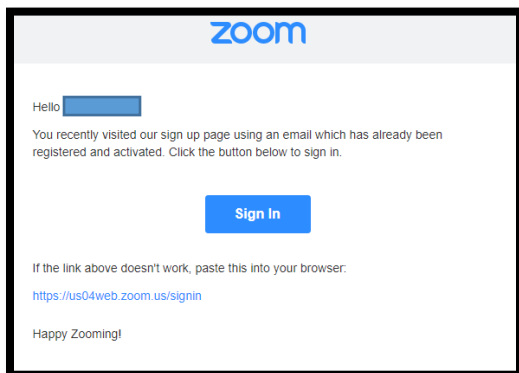 zoom
Hello
You recently visited our sign up page using an email which has already been
registered and activated. Click the button below to sign in.
Sign In
If the link above doesn't work, paste this into your browser:
https://us04web.zoom.us/signin
Happy Zooming!